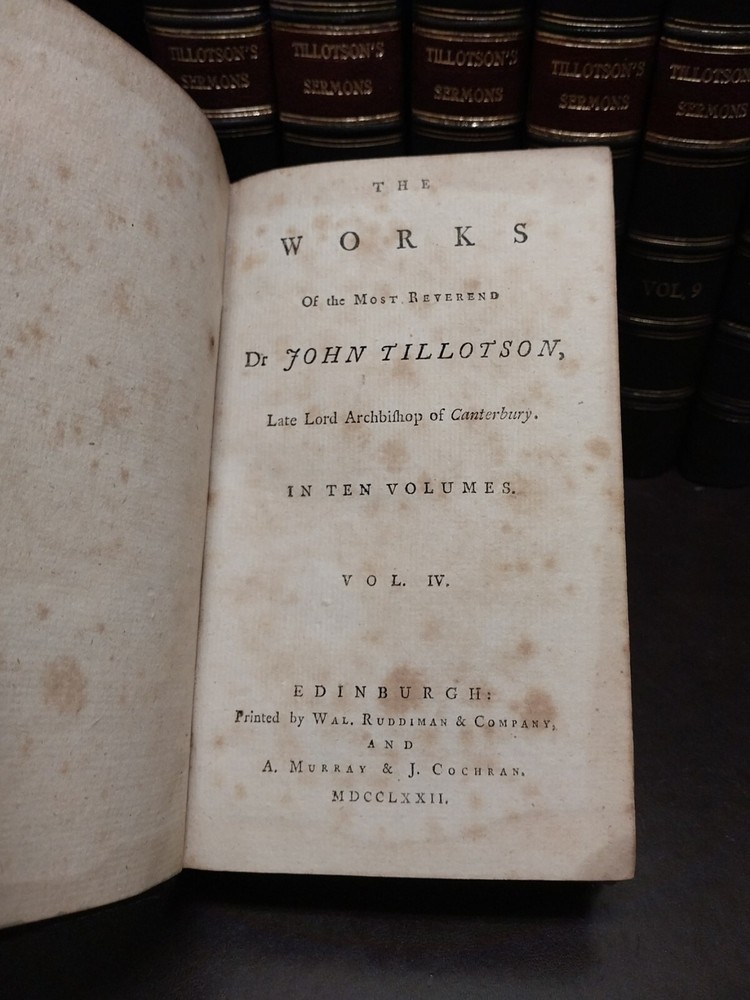 TILLOTSON'S
SERMONS
TILLOTSON'S
SERMONS
TILLOTSON'S
SERMONS
TILLOTSON'S
SERMONS
TILLOTSON
SERMONS
VOL. 9
THE
WORKS
Of the MOST REVEREND
Dr JOHN TILLOTSON,
Late Lord Archbiſhop of Canterbury.
IN TEN VOLUMES.
VOL. IV.
EDINBURGH:
Printed by WAL. RUDDIMAN & COMPANY,
AND
A. MURRAY & J. COCHRAN.
MDCCLXXII.